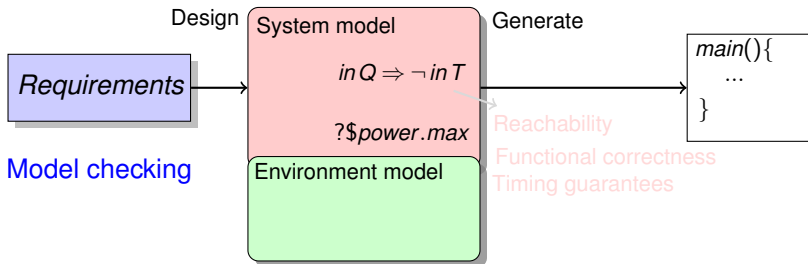 Design
System model
Generate
Requirements
in Q ⇒ ¬ in T
main(){
...
}
Reachability
?$power.max
Functional correctness
Model checking
Environment model
Timing guarantees